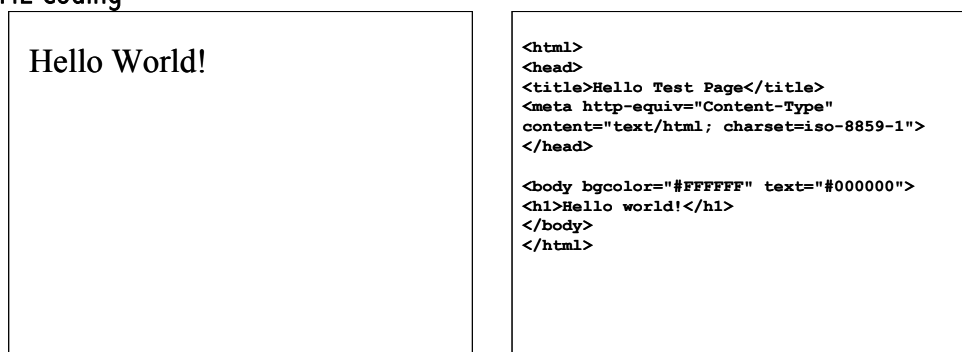 Coding
Hello World!
<html>
<head>
<title>Hello Test Page</title>
<meta http-equiv="Content-Type"
content="text/html; charset=iso-8859-1">
</head>
<body bgcolor="#FFFFFF" text="#000000">
<h1>Hello world!</h1>
</body>
</html>